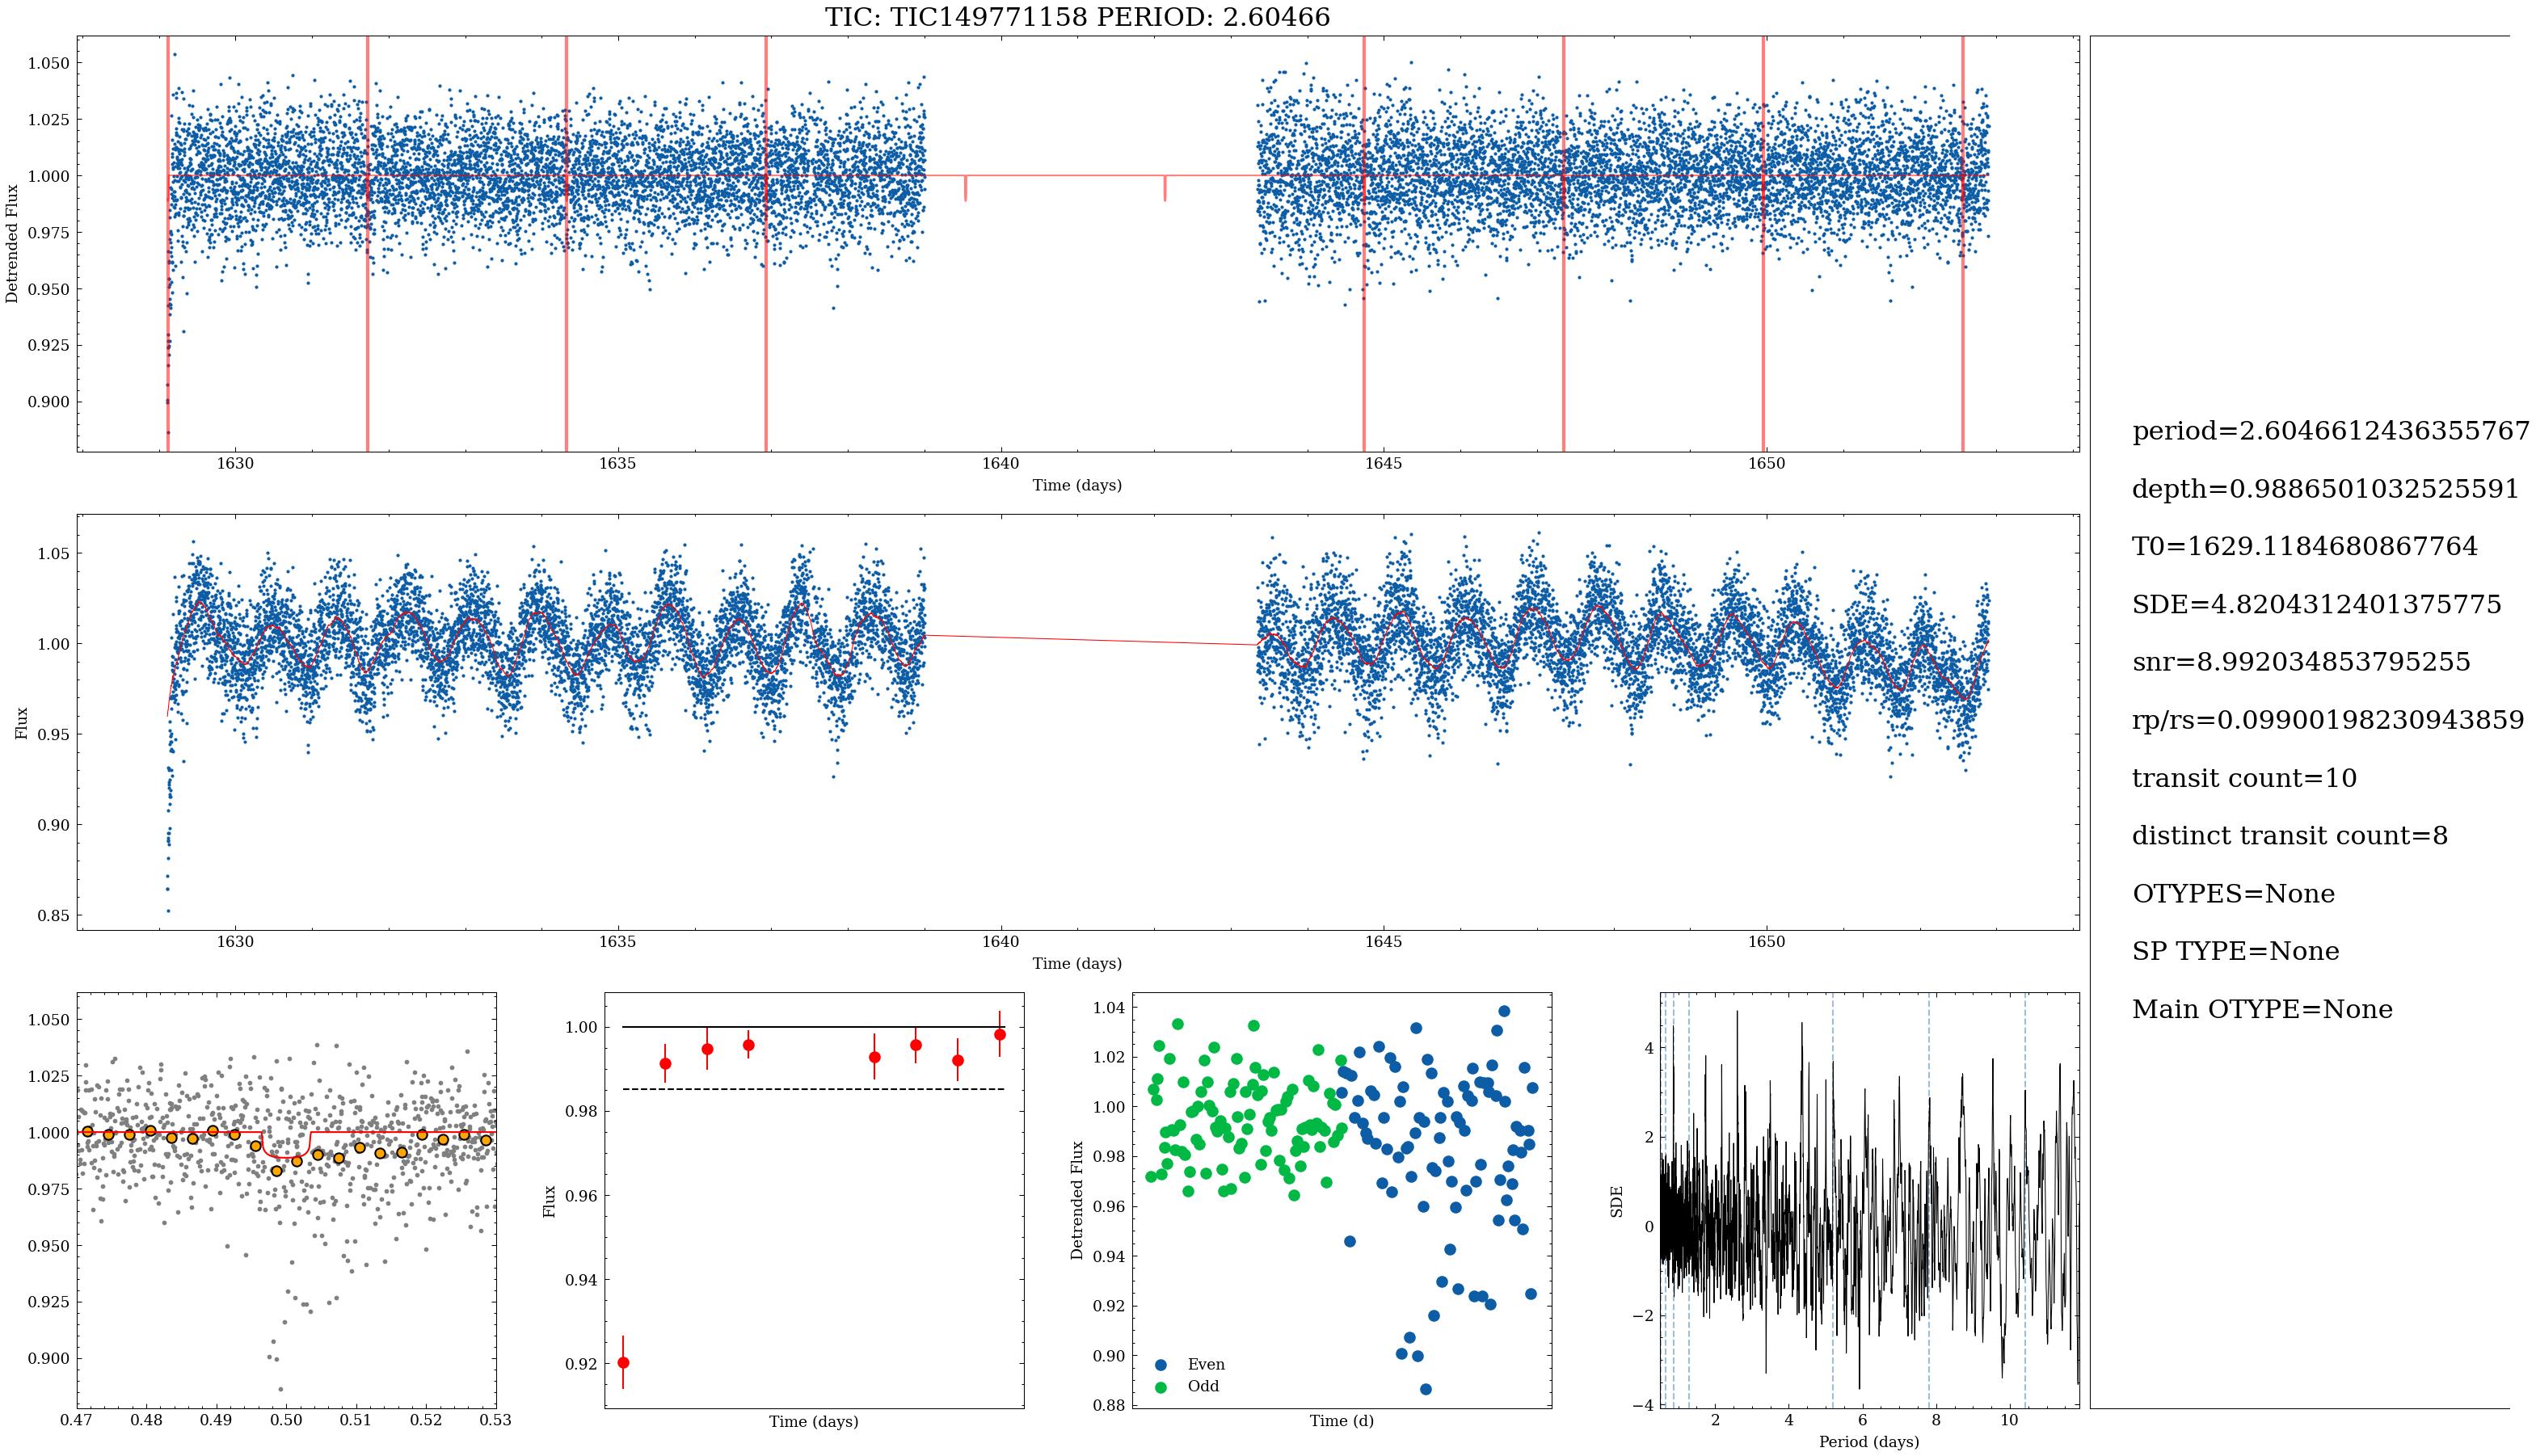 TIC: TIC149771158 PERIOD: 2.60466
Detrended Flux
1.050
1.025
1.000
0.975
0.950
0.925
0.900
1630
1635
1640
1645
1650
Time (days)
Flux
1.05
1.00
0.95
0.90
0.85
1630
1635
1640
1645
1650
Time (days)
1.050
1.025
1.000
0.975
0.950
0.925
0.900
0.47
0.48
0.49
0.50
0.51
0.52
0.53
Flux
1.00
0.98
0.96
0.94
0.92
Time (days)
Detrended Flux
1.04
1.02
1.00
0.98
0.96
0.94
0.92
0.90
0.88
Even
Odd
Time (d)
SDE
4
2
0
−2
−4
2
4
6
8
10
Period (days)
period=2.6046612436355767
depth=0.9886501032525591
T0=1629.1184680867764
SDE=4.8204312401375775
snr=8.992034853795255
rp/rs=0.09900198230943859
transit count=10
distinct transit count=8
OTYPES=None
SP TYPE=None
Main OTYPE=None